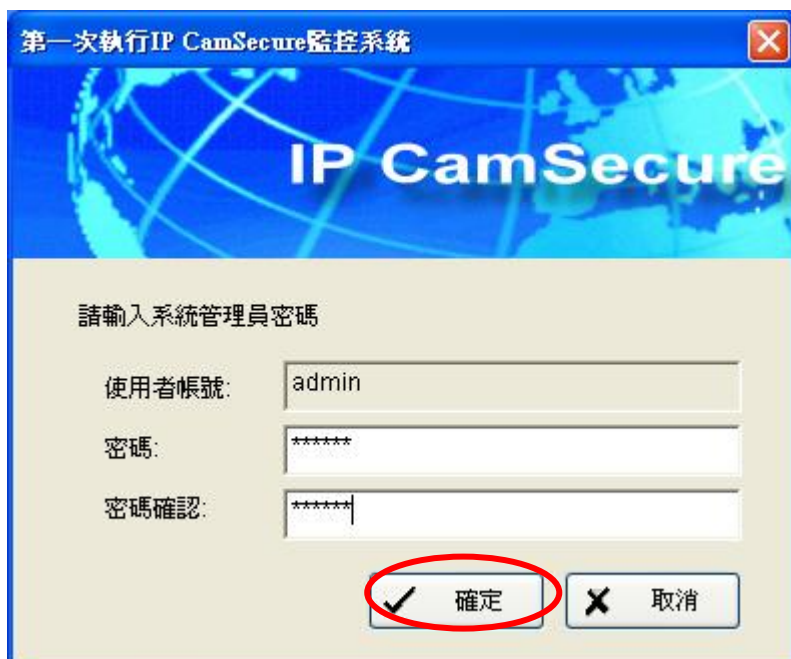 第一次執行IP CamSecure監控系統
IP CamSecure
請輸入系統管理員密碼
使用者帳號: admin
密碼: ******
密碼確認: ******
確定 取消